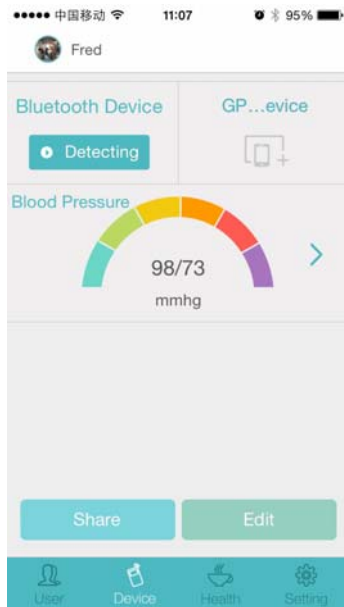 中国移动 11:07 95%
Fred
Bluetooth Device GP...evice
Detecting
Blood Pressure
98/73
mmhg
Share Edit
User Device Health Setting